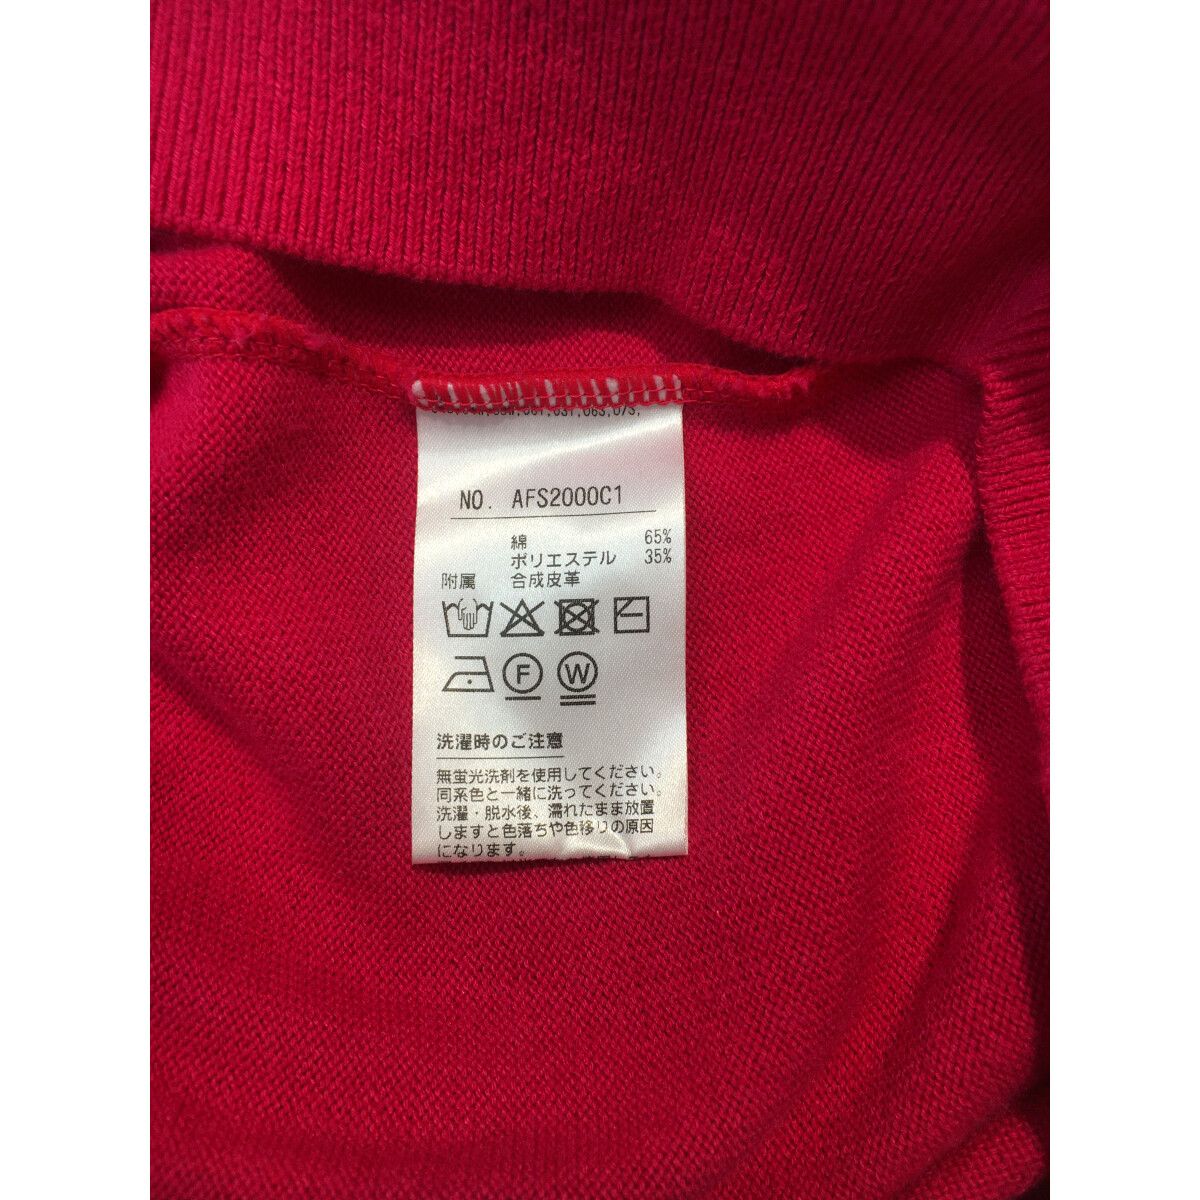 NO. AFS2000C1
綿 65%
ポリエステル 35%
附属 合成皮革
F W
洗濯時のご注意
無蛍光洗剤を使用してください。
同系色と一緒に洗ってください。
洗濯・脱水後、濡れたまま放置
しますと色落ちや色移りの原因
になります。